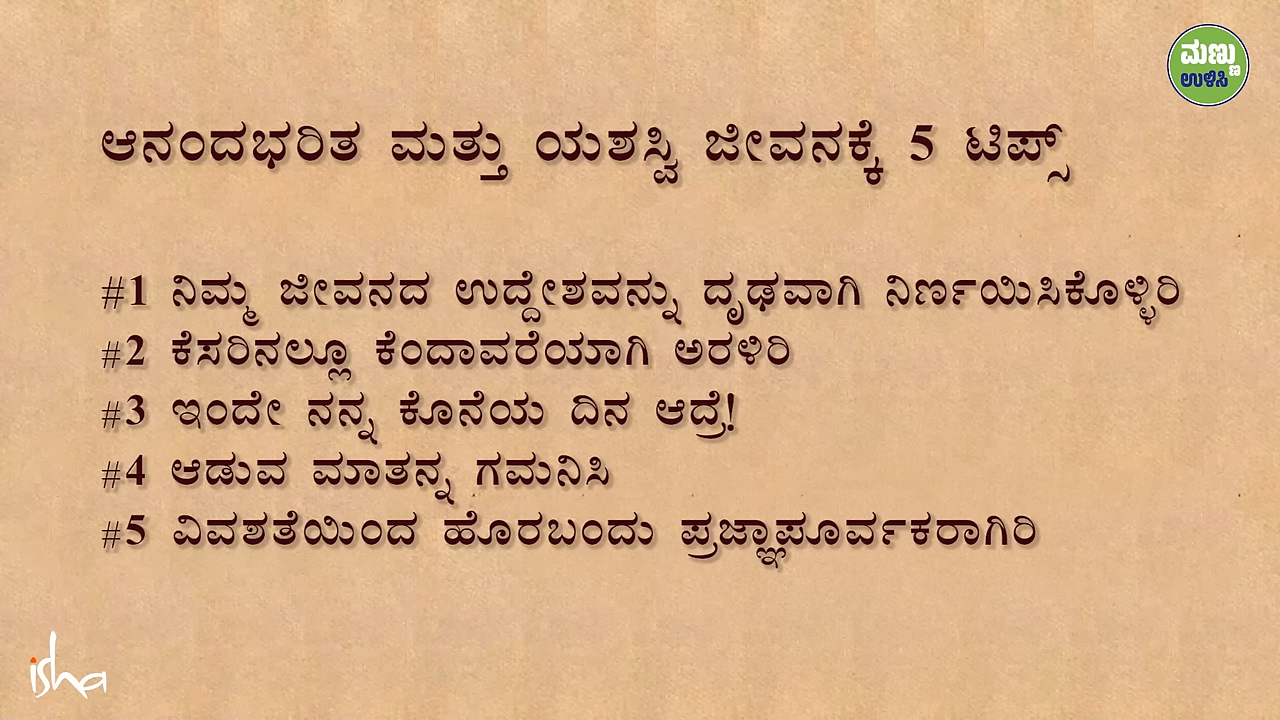 ಮಣ್ಣು
ಉಳಿಸಿ
ಆನಂದಭರಿತ ಮತ್ತು ಯಶಸ್ವಿ ಜೀವನಕ್ಕೆ 5 ಟಿಪ್ಸ್
#1 ನಿಮ್ಮ ಜೀವನದ ಉದ್ದೇಶವನ್ನು ದೃಢವಾಗಿ ನಿರ್ಣಯಿಸಿಕೊಳ್ಳಿರಿ
#2 ಕೆಸರಿನಲ್ಲೂ ಕೆಂದಾವರೆಯಾಗಿ ಅರಳಿರಿ
#3 ಇಂದೇ ನನ್ನ ಕೊನೆಯ ದಿನ ಆದ್ರೆ!
#4 ಆಡುವ ಮಾತನ್ನ ಗಮನಿಸಿ
#5 ವಿವಶತೆಯಿಂದ ಹೊರಬಂದು ಪ್ರಜ್ಞಾಪೂರ್ವಕರಾಗಿರಿ
isha